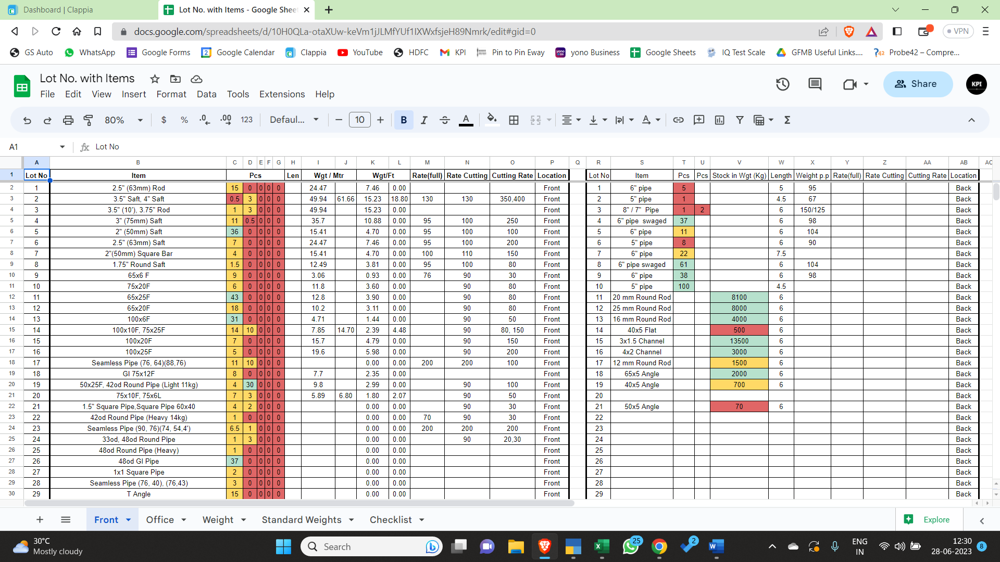 Dashboard | Clappia
Lot No. with Items - Google Shee
docs.google.com/spreadsheets/d/10H0QLa-otaXUw-keVm1jJLMfYUf1IXWxfsjeH89Nmrk/edit#gid=0
VPN
GS Auto WhatsApp Google Forms Google Calendar Clappia YouTube HDFC KPI Pin to Pin Eway yono Business Google Sheets IQ Test Scale GFMB Useful Links.... Probe42 – Compre...
Lot No. with Items
File Edit View Insert Format Data Tools Extensions Help
Share
KPI
80% $ % .0 .00 123 Defaul... − 10 + B I A Σ
A1 fx Lot No
A B C D E F G H I J K L M N O P Q R S T U V W X Y Z AA AB AC
1 Lot No Item Pcs Len Wgt / Mtr Wgt/Ft Rate(full) Rate Cutting Cutting Rate Location Lot No Item Pcs Pcs Stock in Wgt (Kg) Length Weight p.p Rate(full) Rate Cutting Cutting Rate Location
2 1 2.5" (63mm) Rod 15 0 0 0 0 24.47 7.46 0.00 Front 1 6" pipe 5 5 95 Back
3 2 3.5" Saft, 4" Saft 0.5 3 0 0 0 49.94 61.66 15.23 18.80 130 130 350,400 Front 2 5" pipe 1 4.5 67 Back
4 3 3.5" (10'), 3.75" Rod 1 3 0 0 0 49.94 15.23 0.00 Front 3 8" / 7" Pipe 1 2 6 150/125 Back
5 4 3" (75mm) Saft 11 0.5 0 0 0 35.7 10.88 0.00 95 100 250 Front 4 6" pipe swaged 37 6 98 Back
6 5 2" (50mm) Saft 36 0 0 0 0 15.41 4.70 0.00 95 100 100 Front 5 6" pipe 11 6 104 Back
7 6 2.5" (63mm) Saft 7 0 0 0 0 24.47 7.46 0.00 95 100 200 Front 6 5" pipe 8 6 90 Back
8 7 2"(50mm) Square Bar 4 0 0 0 0 15.41 4.70 0.00 100 110 150 Front 7 6" pipe 22 7.5 Back
9 8 1.75" Round Saft 1.5 0 0 0 0 12.49 3.81 0.00 95 100 80 Front 8 6" pipe swaged 61 6 104 Back
10 9 65x6 F 9 0 0 0 0 3.06 0.93 0.00 76 90 30 Front 9 6" pipe 38 6 98 Back
11 10 75x20F 6 0 0 0 0 11.8 3.60 0.00 90 80 Front 10 5" pipe 100 4.5 Back
12 11 65x25F 43 0 0 0 0 12.8 3.90 0.00 90 80 Front 11 20 mm Round Rod 8100 6 Back
13 12 65x20F 18 0 0 0 0 10.2 3.11 0.00 90 80 Front 12 25 mm Round Rod 8000 6 Back
14 13 100x6F 31 0 0 0 0 4.71 1.44 0.00 90 50 Front 13 16 mm Round Rod 4000 6 Back
15 14 100x10F, 75x25F 14 10 0 0 0 7.85 14.70 2.39 4.48 90 80, 150 Front 14 40x5 Flat 500 6 Back
16 15 100x20F 7 0 0 0 0 15.7 4.79 0.00 90 150 Front 15 3x1.5 Channel 13500 6 Back
17 16 100x25F 5 0 0 0 0 19.6 5.98 0.00 90 200 Front 16 4x2 Channel 3000 6 Back
18 17 Seamless Pipe (76, 64)(88,76) 11 10 0 0 0 0.00 0.00 200 200 100 Front 17 12 mm Round Rod 1500 6 Back
19 18 GI 75x12F 8 0 0 0 0 7.7 2.35 0.00 Front 18 65x5 Angle 2000 6 Back
20 19 50x25F, 42od Round Pipe (Light 11kg) 4 30 0 0 0 9.8 2.99 0.00 90 100 Front 19 40x5 Angle 700 6 Back
21 20 75x10F, 75x6L 7 3 0 0 0 5.89 6.80 1.80 2.07 90 50 Front 20 Back
22 21 1.5" Square Pipe,Square Pipe 60x40 4 2 0 0 0 0.00 0.00 90 30 Front 21 50x5 Angle 70 6 Back
23 22 42od Round Pipe (Heavy 14kg) 1 0 0 0 0 0.00 0.00 70 90 30 Front 22 Back
24 23 Seamless Pipe (90, 76)(74, 54,4') 6.5 1 0 0 0 0.00 0.00 200 200 200 Front 23 Back
25 24 33od, 48od Round Pipe 1 3 0 0 0 0.00 0.00 90 20,30 Front 24 Back
26 25 48od Round Pipe (Heavy) 1 0 0 0 0 0.00 0.00 Front 25 Back
27 26 48od GI Pipe 37 0 0 0 0 0.00 0.00 Front 26 Back
28 27 1x1 Square Pipe 2 0 0 0 0 0.00 0.00 Front 27 Back
29 28 Seamless Pipe (76, 40), (76,43) 3 0 0 0 0 0.00 0.00 Front 28 Back
30 29 T Angle 15 0 0 0 0 0.00 0.00 Front 29 Back
Front Office Weight Standard Weights Checklist Explore
30°C
Mostly cloudy
Search
25
2
ENG
IN
12:30
28-06-2023
8